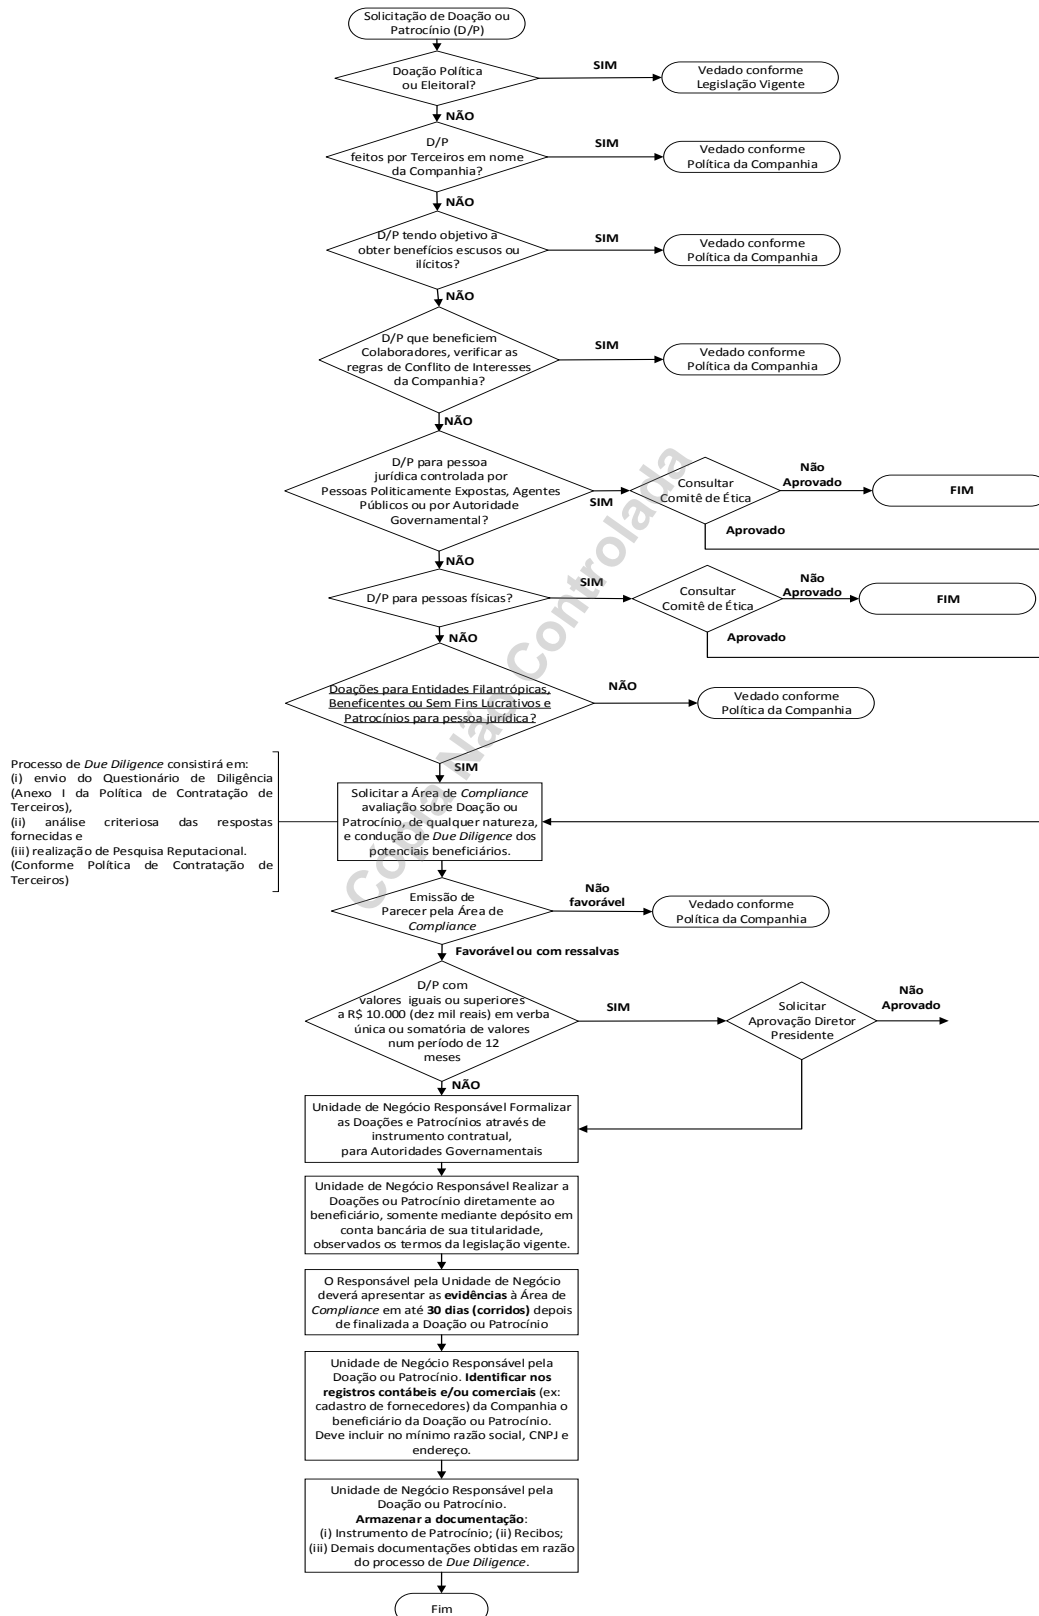 Solicitação de Doação ou
Patrocínio (D/P)
Doação Política
ou Eleitoral?
SIM
Vedado conforme
Legislação Vigente
NÃO
D/P
feitos por Terceiros em nome
da Companhia?
SIM
Vedado conforme
Política da Companhia
NÃO
D/P tendo objetivo a
obter benefícios escusos ou
ilícitos?
SIM
Vedado conforme
Política da Companhia
NÃO
D/P que beneficiem
Colaboradores, verificar as
regras de Conflito de Interesses
da Companhia?
SIM
Vedado conforme
Política da Companhia
NÃO
D/P para pessoa
jurídica controlada por
Pessoas Politicamente Expostas, Agentes
Públicos ou por Autoridade
Governamental?
SIM
Consultar
Comitê de Ética
Não
Aprovado
FIM
Aprovado
NÃO
D/P para pessoas físicas?
SIM
Consultar
Comitê de Ética
Não
Aprovado
FIM
Aprovado
NÃO
Doações para Entidades Filantrópicas,
Beneficentes ou Sem Fins Lucrativos e
Patrocínios para pessoa jurídica?
NÃO
Vedado conforme
Política da Companhia
SIM
Processo de Due Diligence consistirá em:
(i) envio do Questionário de Diligência
(Anexo I da Política de Contratação de
Terceiros),
(ii) análise criteriosa das respostas
fornecidas e
(iii) realização de Pesquisa Reputacional.
(Conforme Política de Contratação de
Terceiros)
Solicitar a Área de Compliance
avaliação sobre Doação ou
Patrocínio, de qualquer natureza,
e condução de Due Diligence dos
potenciais beneficiários.
Emissão de
Parecer pela Área de
Compliance
Não
favorável
Vedado conforme
Política da Companhia
Favorável ou com ressalvas
D/P com
valores iguais ou superiores
a R$ 10.000 (dez mil reais) em verba
única ou somatória de valores
num período de 12
meses
SIM
Solicitar
Aprovação Diretor
Presidente
Não
Aprovado
NÃO
Unidade de Negócio Responsável Formalizar
as Doações e Patrocínios através de
instrumento contratual,
para Autoridades Governamentais
Unidade de Negócio Responsável Realizar a
Doações ou Patrocínio diretamente ao
beneficiário, somente mediante depósito em
conta bancária de sua titularidade,
observados os termos da legislação vigente.
O Responsável pela Unidade de Negócio
deverá apresentar as evidências à Área de
Compliance em até 30 dias (corridos) depois
de finalizada a Doação ou Patrocínio
Unidade de Negócio Responsável pela
Doação ou Patrocínio. Identificar nos
registros contábeis e/ou comerciais (ex:
cadastro de fornecedores) da Companhia o
beneficiário da Doação ou Patrocínio.
Deve incluir no mínimo razão social, CNPJ e
endereço.
Unidade de Negócio Responsável pela
Doação ou Patrocínio.
Armazenar a documentação:
(i) Instrumento de Patrocínio; (ii) Recibos;
(iii) Demais documentações obtidas em razão
do processo de Due Diligence.
Fim
Cópia Não Controlada